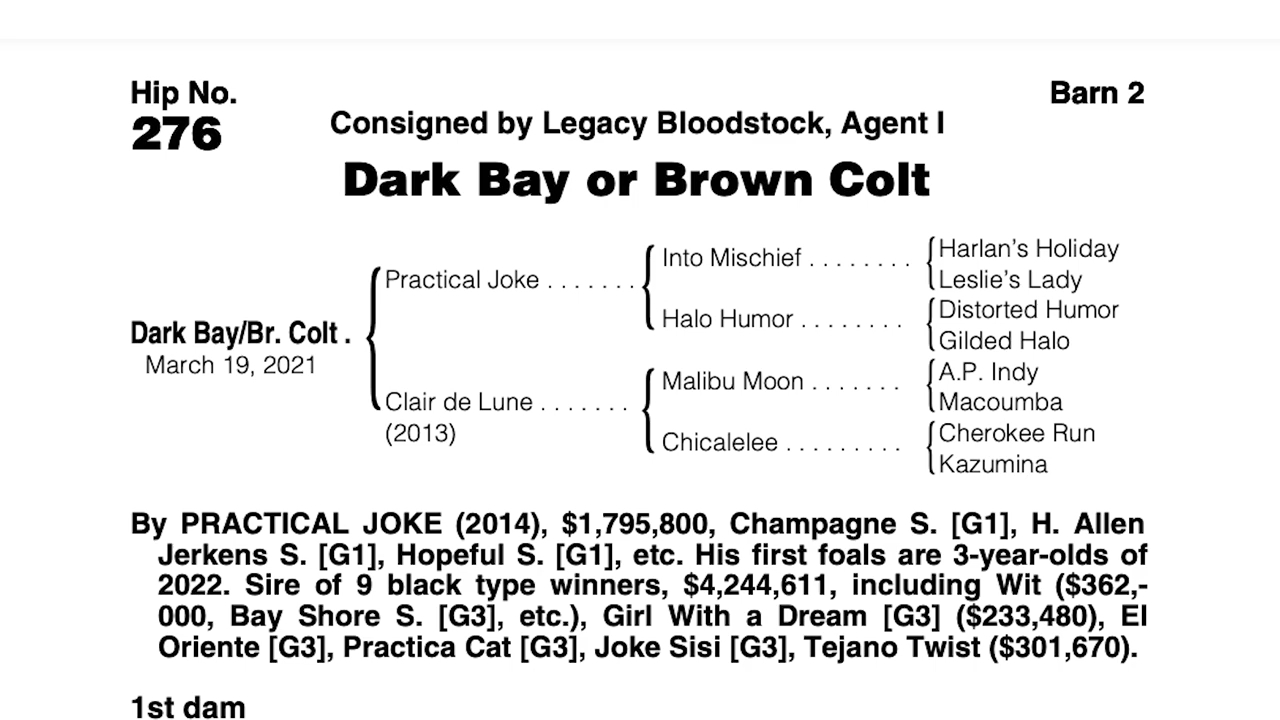 Hip No.
Barn 2
276
Consigned by Legacy Bloodstock, Agent I
Dark Bay or Brown Colt
Harlan's Holiday
Into Mischief . . . . . . . .
Leslie's Lady
Practical Joke . . . . . . .
Distorted Humor
Halo Humor . . . . . . . .
Gilded Halo
Dark Bay/Br. Colt .
March 19, 2021
A.P. Indy
Malibu Moon . . . . . . .
Macoumba
Clair de Lune . . . . . . .
(2013)
Cherokee Run
Chicalelee . . . . . . . . .
Kazumina
By PRACTICAL JOKE (2014), $1,795,800, Champagne S. [G1], H. Allen
Jerkens S. [G1], Hopeful S. [G1], etc. His first foals are 3-year-olds of
2022. Sire of 9 black type winners, $4,244,611, including Wit ($362,-
000, Bay Shore S. [G3], etc.), Girl With a Dream [G3] ($233,480), El
Oriente [G3], Practica Cat [G3], Joke Sisi [G3], Tejano Twist ($301,670).
1st dam